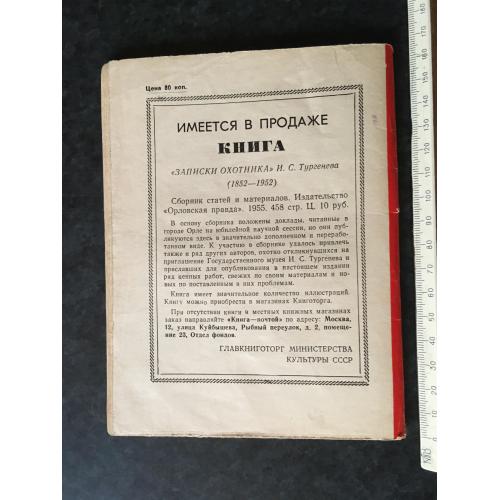 Цена 80 коп.
ИМЕЕТСЯ В ПРОДАЖЕ
КНИГА
«ЗАПИСКИ ОХОТНИКА» И. С. Тургенева
(1852—1952)
Сборник статей и материалов. Издательство
«Орловская правда». 1955. 458 стр. Ц. 10 руб.
В основу сборника положены доклады, читанные в
городе Орле на юбилейной научной сессии, но они пуб-
ликуются здесь в значительно дополненном и переработ-
танном виде. К участию в сборнике удалось привлечь
также и ряд других авторов, охотно откликнувшихся на
приглашение Государственного музея И. С. Тургенева и
приславших для опубликования в настоящем издании
ряд ценных работ, свежих по своим материалам и но-
вых по поставленным в них проблемам.
Книга имеет значительное количество иллюстраций.
Книгу можно приобрести в магазинах Книготорга.
При отсутствии книги в местных книжных магазинах
заказ направляйте «Книга—почтой» по адресу: Москва,
12, улица Куйбышева, Рыбный переулок, д. 2, помеще-
ние 23, Отдел фондов.
ГЛАВКНИГОТОРГ МИНИСТЕРСТВА
КУЛЬТУРЫ СССР